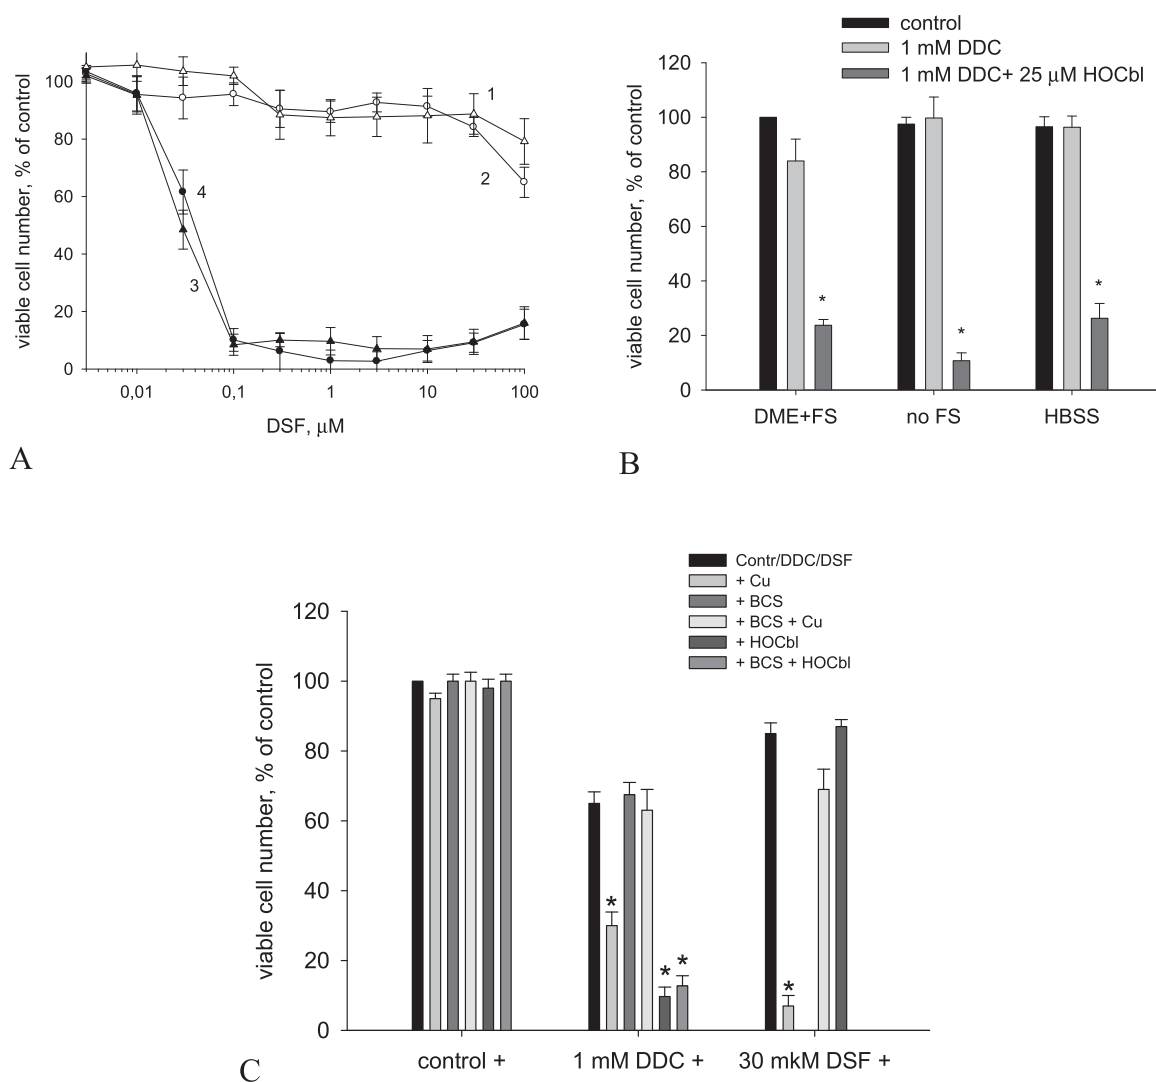 viable cell number, % of control
100
80
60
40
20
0
1
2
4
3
0,01
0,1
1
10
100
DSF, μM
A
control
1 mM DDC
1 mM DDC+ 25 μM HOCbl
viable cell number, % of control
120
100
80
60
40
20
0
*
*
*
DME+FS
no FS
HBSS
B
Contr/DDC/DSF
+ Cu
+ BCS
+ BCS + Cu
+ HOCbl
+ BCS + HOCbl
viable cell number, % of control
120
100
80
60
40
20
0
*
*
*
*
control +
1 mM DDC +
30 mkM DSF +
C